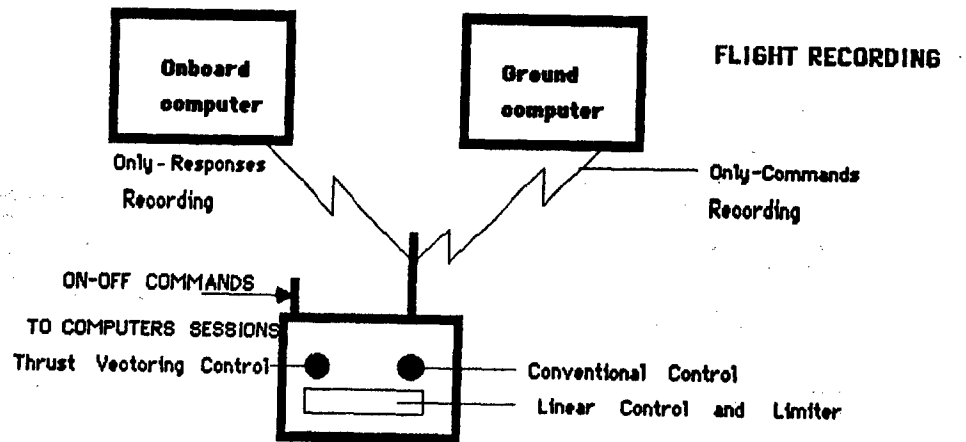 FLIGHT RECORDING
Onboard
computer
Ground
computer
Only-Responses
Recording
Only-Commands
Recording
ON-OFF COMMANDS
TO COMPUTERS SESSIONS
Thrust Vectoring Control
Conventional Control
Linear Control and Limiter